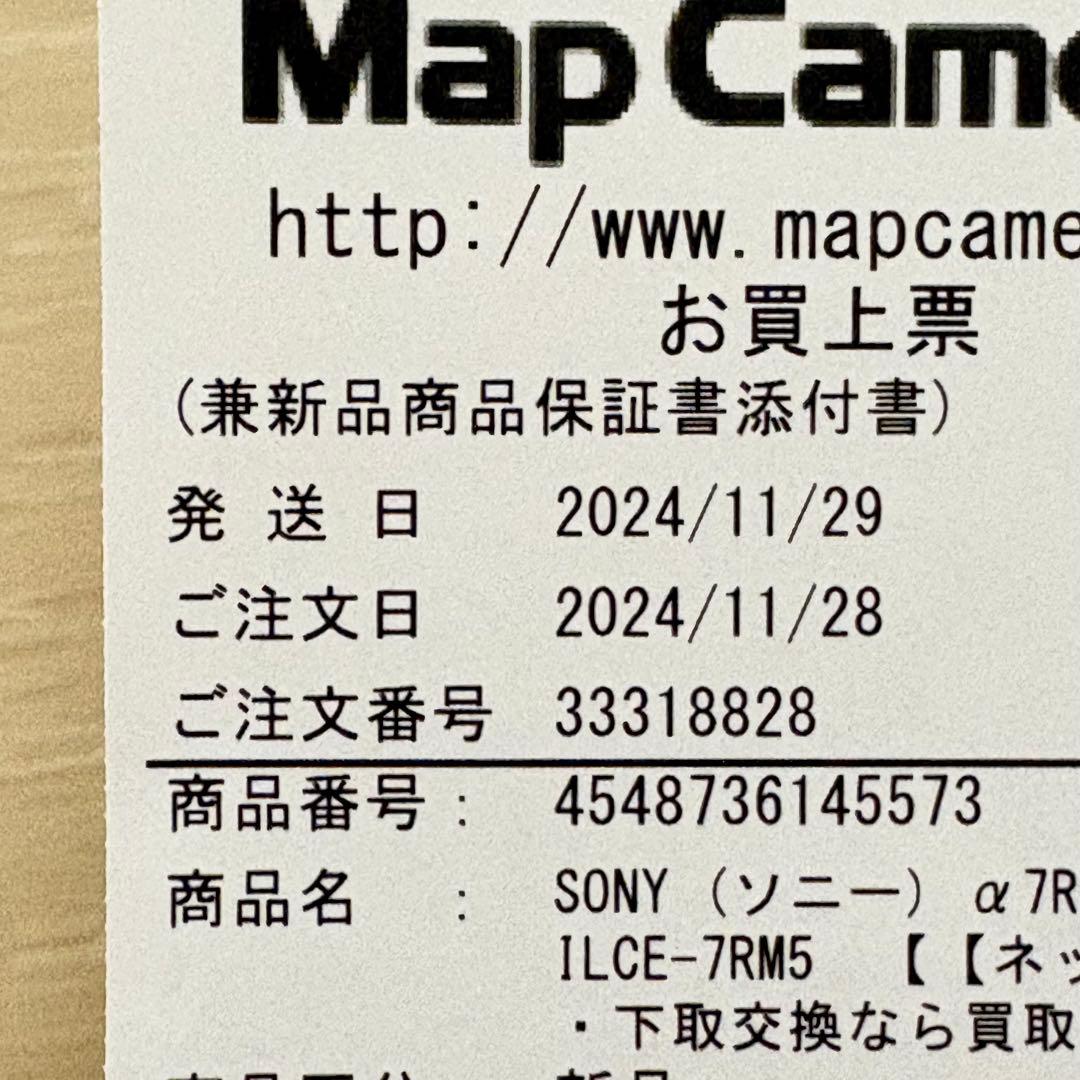 Map Came
http://www.mapcame
お買上票
(兼新品商品保証書添付書)
発送日 2024/11/29
ご注文日 2024/11/28
ご注文番号 33318828
商品番号: 4548736145573
商品名 : SONY (ソニー) α7R
ILCE-7RM5 【【ネッ
・下取交換なら買取